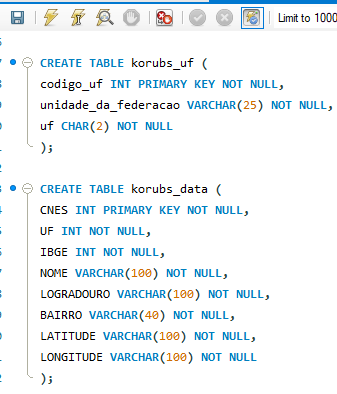 Limit to 1000
CREATE TABLE korubs_uf (
codigo_uf INT PRIMARY KEY NOT NULL,
unidade_da_federacao VARCHAR(25) NOT NULL,
uf CHAR(2) NOT NULL
);
CREATE TABLE korubs_data (
CNES INT PRIMARY KEY NOT NULL,
UF INT NOT NULL,
IBGE INT NOT NULL,
NOME VARCHAR(100) NOT NULL,
LOGRADOURO VARCHAR(100) NOT NULL,
BAIRRO VARCHAR(40) NOT NULL,
LATITUDE VARCHAR(100) NOT NULL,
LONGITUDE VARCHAR(100) NOT NULL
);